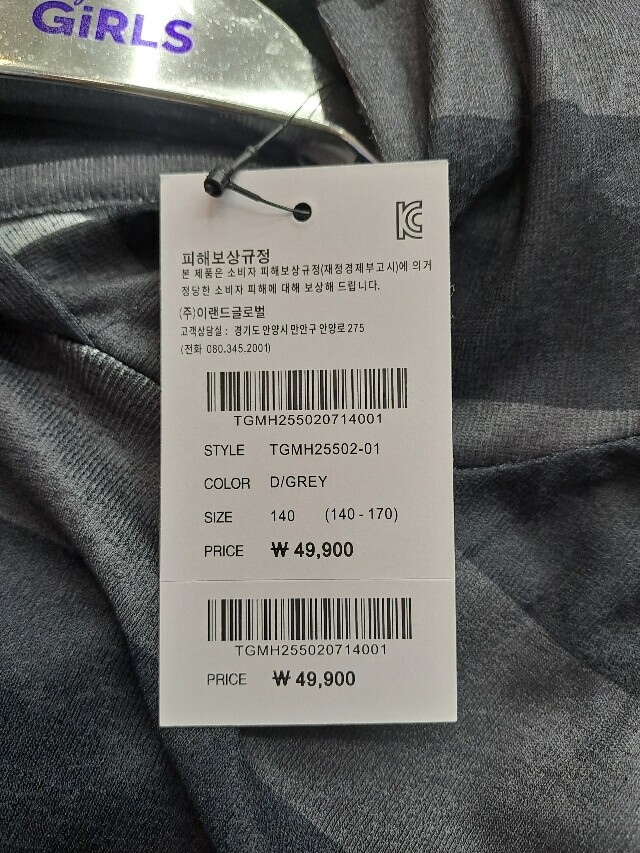 GiRLS
피해보상규정
본 제품은 소비자 피해보상규정(재정경제부고시)에 의거
정당한 소비자 피해에 대해 보상해 드립니다.
(주)이랜드글로벌
고객상담실 : 경기도 안양시 만안구 안양로 275
(전화 080.345.2001)
TGMH255020714001
STYLE TGMH25502-01
COLOR D/GREY
SIZE 140 (140 - 170)
PRICE ₩ 49,900
TGMH255020714001
PRICE ₩ 49,900